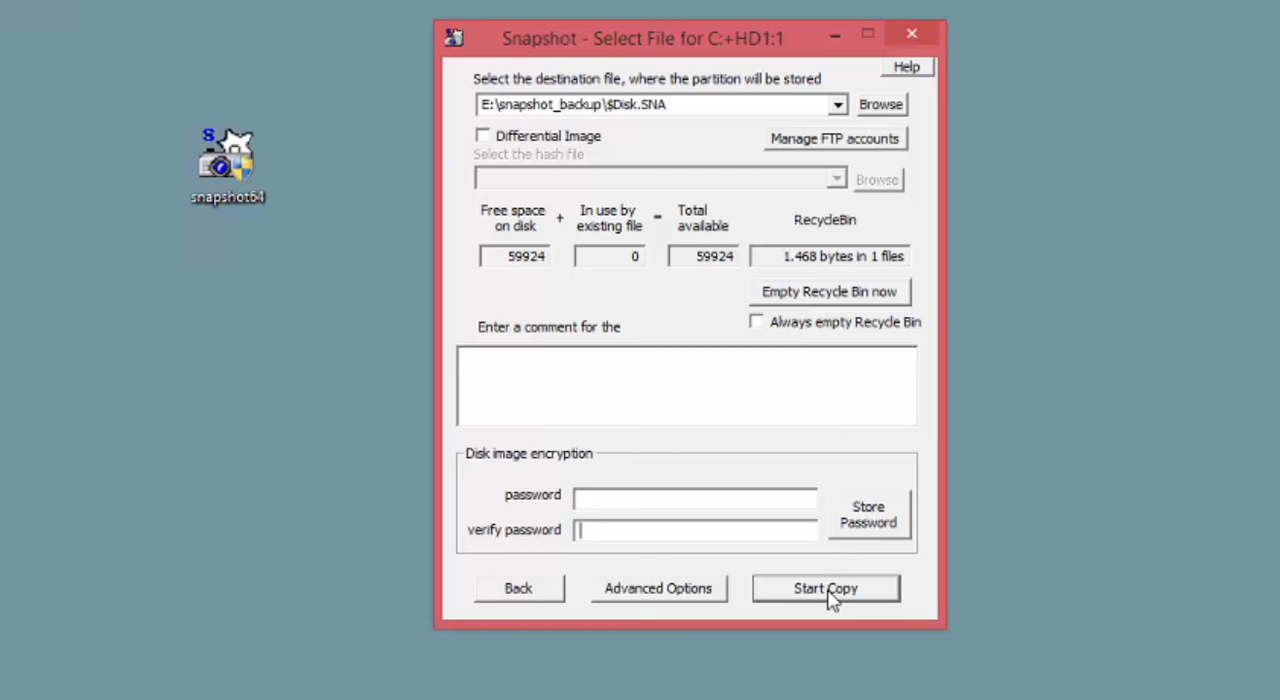 Snapshot - Select File for C:+HD1:1
Help
Select the destination file, where the partition will be stored
E:\snapshot_backup\$Disk.SNA
Browse
Differential Image
Manage FTP accounts
Select the hash file
Browse
Free space on disk + In use by existing file = Total available
RecycleBin
59924 0 59924 1.468 bytes in 1 files
Empty Recycle Bin now
Always empty Recycle Bin
Enter a comment for the
Disk image encryption
password
verify password
Store Password
Back Advanced Options Start Copy
S
snapshot64